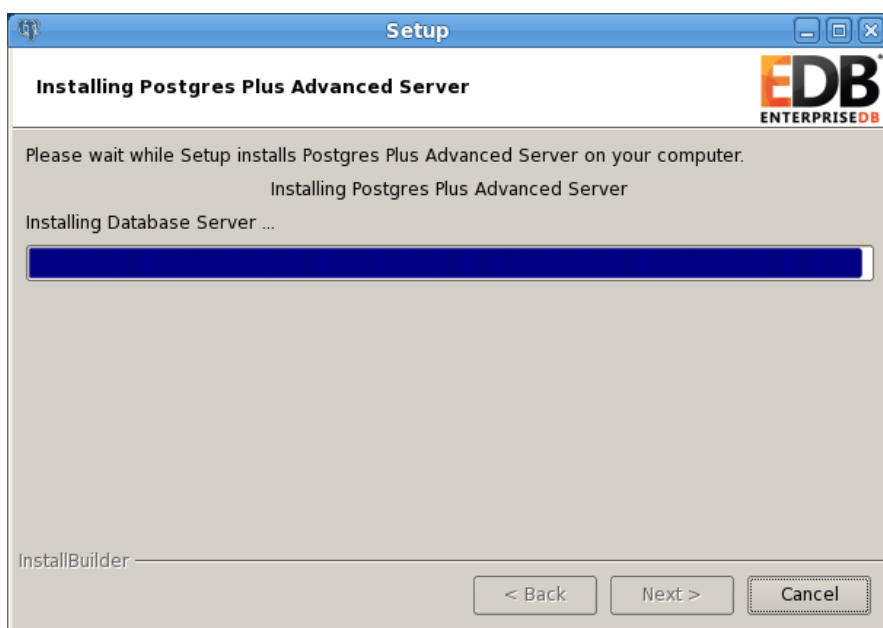 Setup
Installing Postgres Plus Advanced Server
EDB
ENTERPRISEDB
Please wait while Setup installs Postgres Plus Advanced Server on your computer.
Installing Postgres Plus Advanced Server
Installing Database Server ...
InstallBuilder
< Back
Next >
Cancel